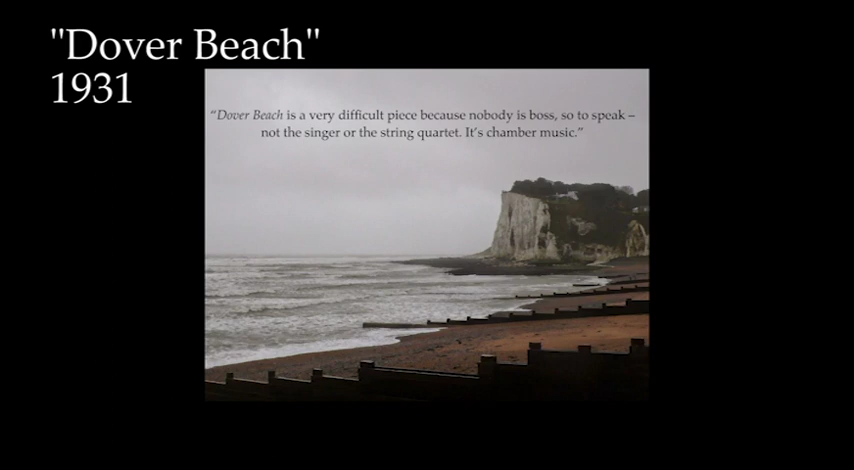 "Dover Beach"
1931
“Dover Beach is a very difficult piece because nobody is boss, so to speak –
not the singer or the string quartet. It’s chamber music.”